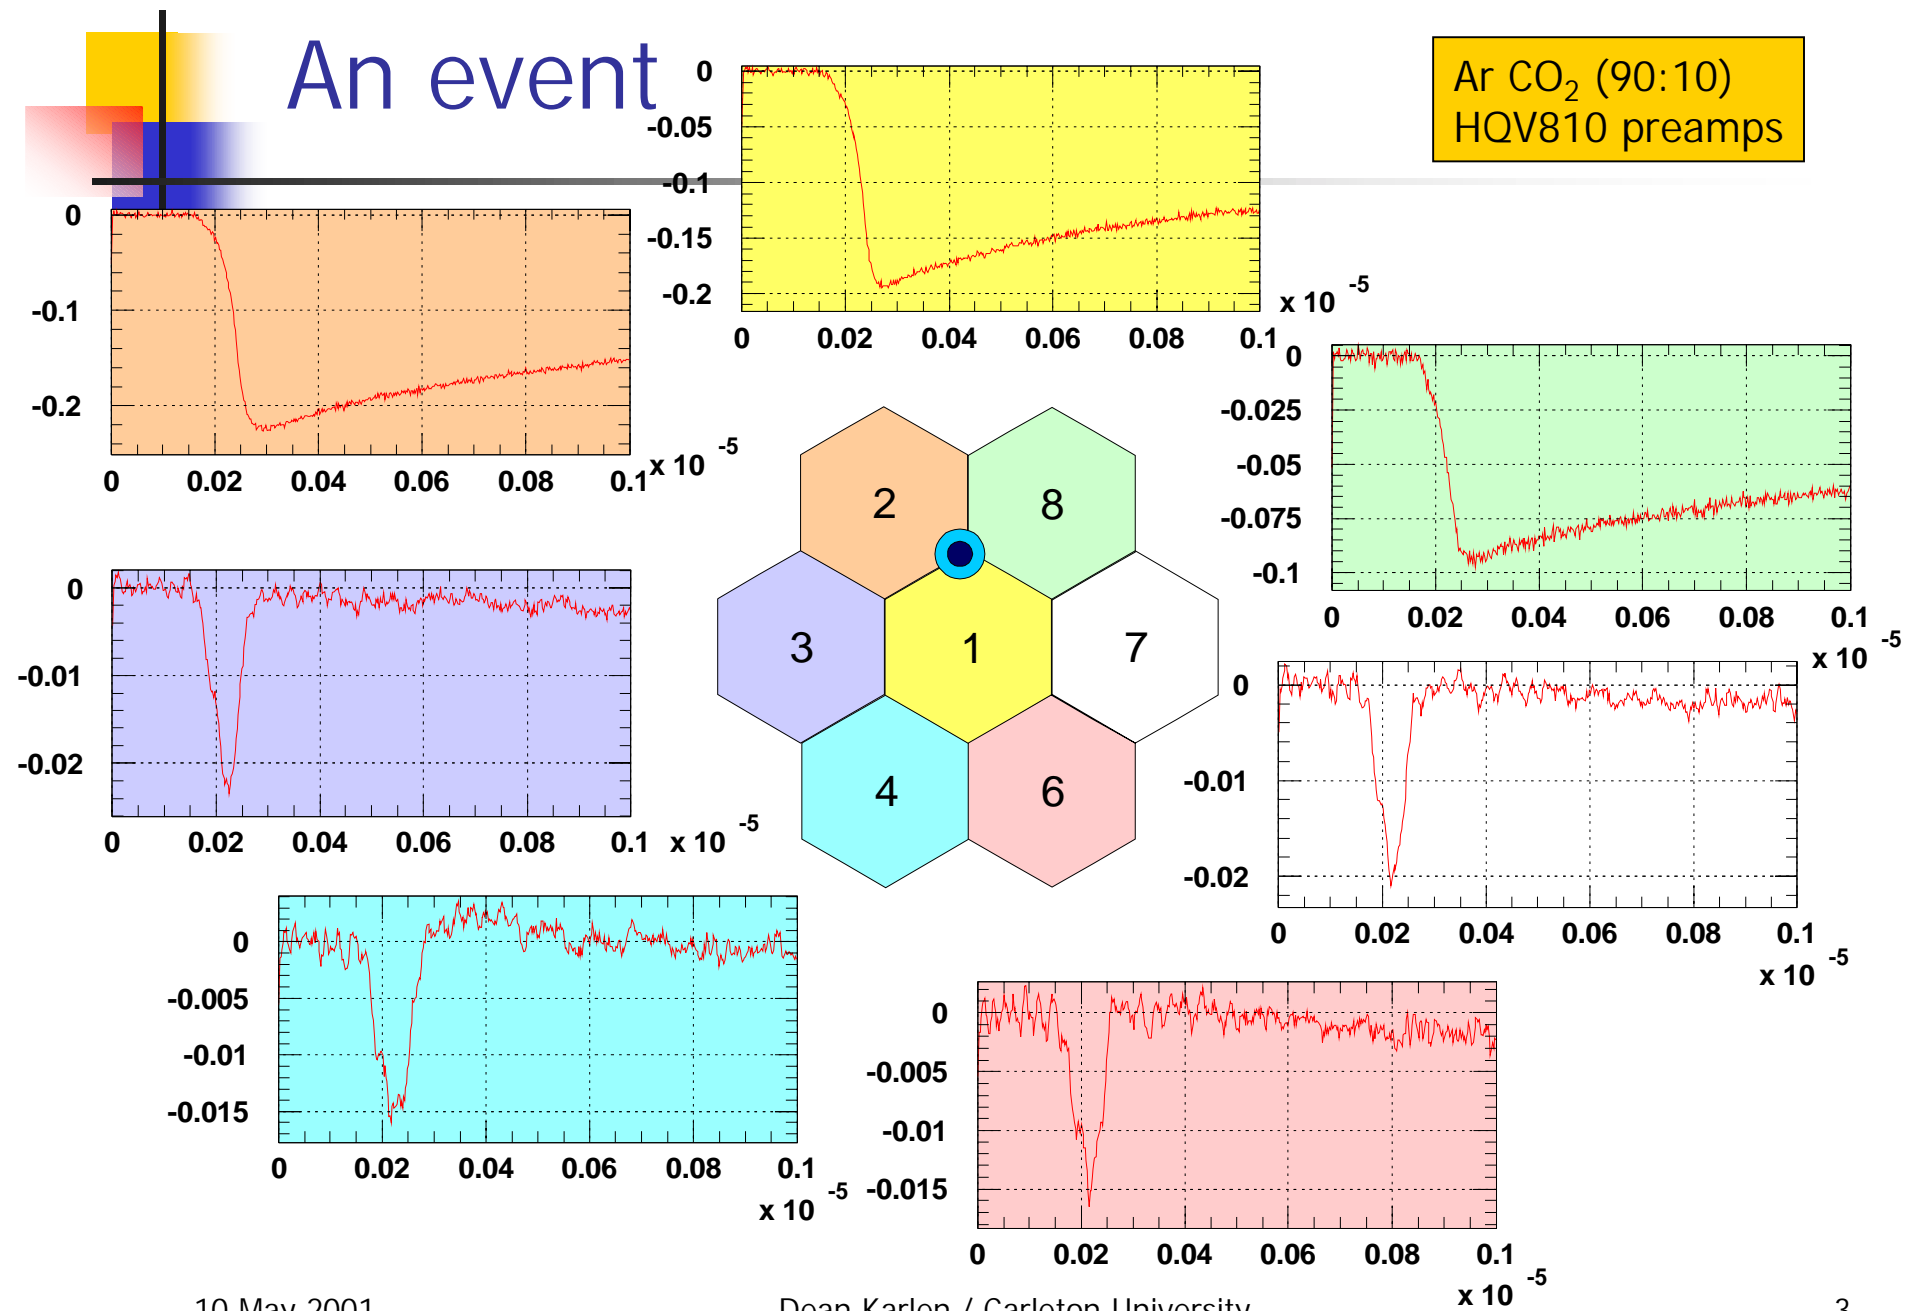 An event
Ar CO2 (90:10)
HQV810 preamps
0
-0.05
-0.1
-0.15
-0.2
0 0.02 0.04 0.06 0.08 0.1
x 10 -5
0
-0.1
-0.2
0 0.02 0.04 0.06 0.08 0.1
x 10 -5
0
-0.025
-0.05
-0.075
-0.1
0 0.02 0.04 0.06 0.08 0.1
x 10 -5
2 8
3 1 7
4 6
0
-0.01
-0.02
0 0.02 0.04 0.06 0.08 0.1
x 10 -5
0
-0.01
-0.02
0 0.02 0.04 0.06 0.08 0.1
x 10 -5
0
-0.005
-0.01
-0.015
0 0.02 0.04 0.06 0.08 0.1
x 10 -5
0
-0.005
-0.01
-0.015
0 0.02 0.04 0.06 0.08 0.1
x 10 -5
10 May 2001
Dean Karlen / Carleton University
3